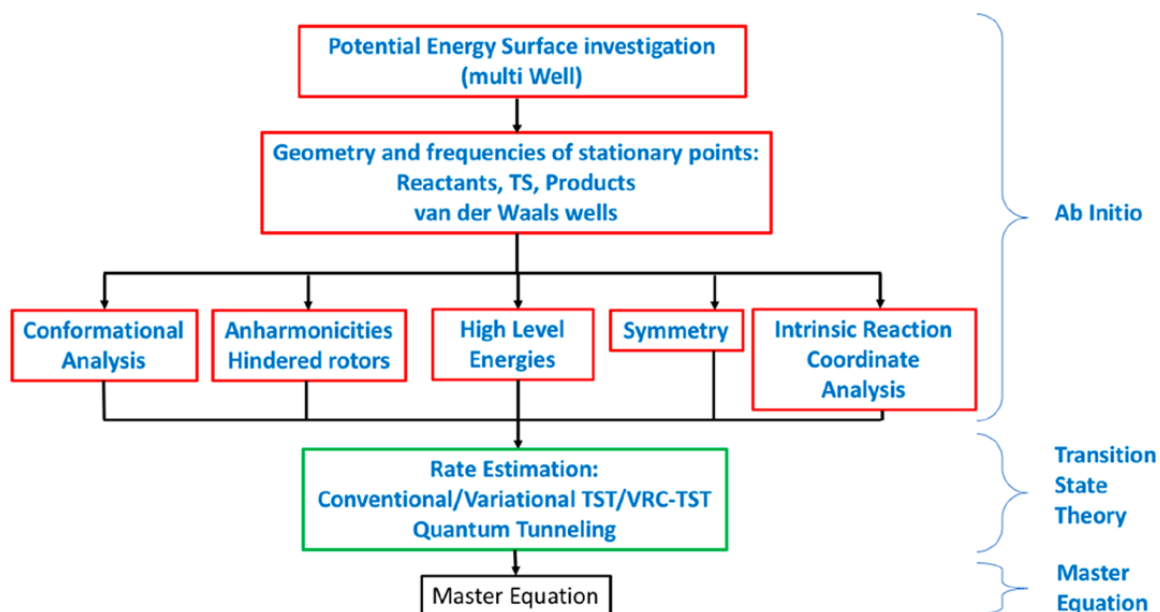 Potential Energy Surface investigation
(multi Well)
Geometry and frequencies of stationary points:
Reactants, TS, Products
van der Waals wells
Ab Initio
Conformational
Analysis
Anharmonicities
Hindered rotors
High Level
Energies
Symmetry
Intrinsic Reaction
Coordinate
Analysis
Rate Estimation:
Conventional/Variational TST/VRC-TST
Quantum Tunneling
Transition
State
Theory
Master Equation
Master
Equation